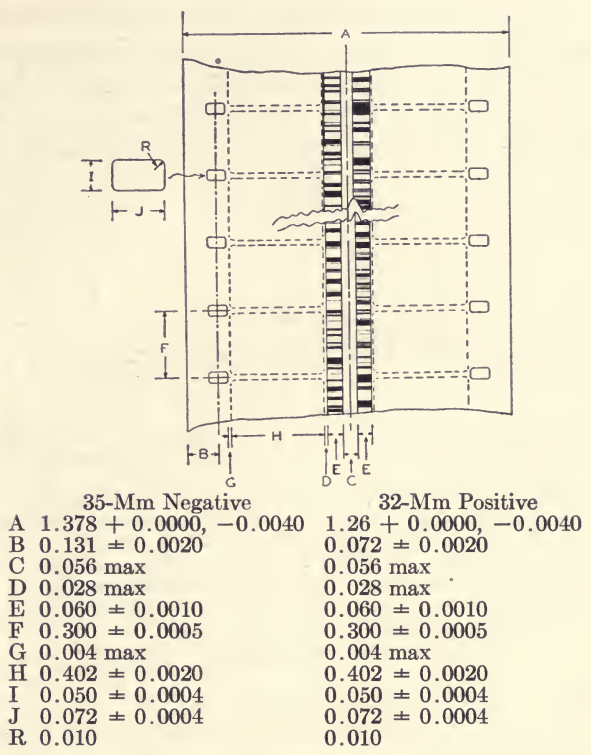 A
R
I
J
F
B
H
G
D
E
C
E
35-Mm Negative 32-Mm Positive
A 1.378 + 0.0000, −0.0040 1.26 + 0.0000, −0.0040
B 0.131 ± 0.0020 0.072 ± 0.0020
C 0.056 max 0.056 max
D 0.028 max 0.028 max
E 0.060 ± 0.0010 0.060 ± 0.0010
F 0.300 ± 0.0005 0.300 ± 0.0005
G 0.004 max 0.004 max
H 0.402 ± 0.0020 0.402 ± 0.0020
I 0.050 ± 0.0004 0.050 ± 0.0004
J 0.072 ± 0.0004 0.072 ± 0.0004
R 0.010 0.010